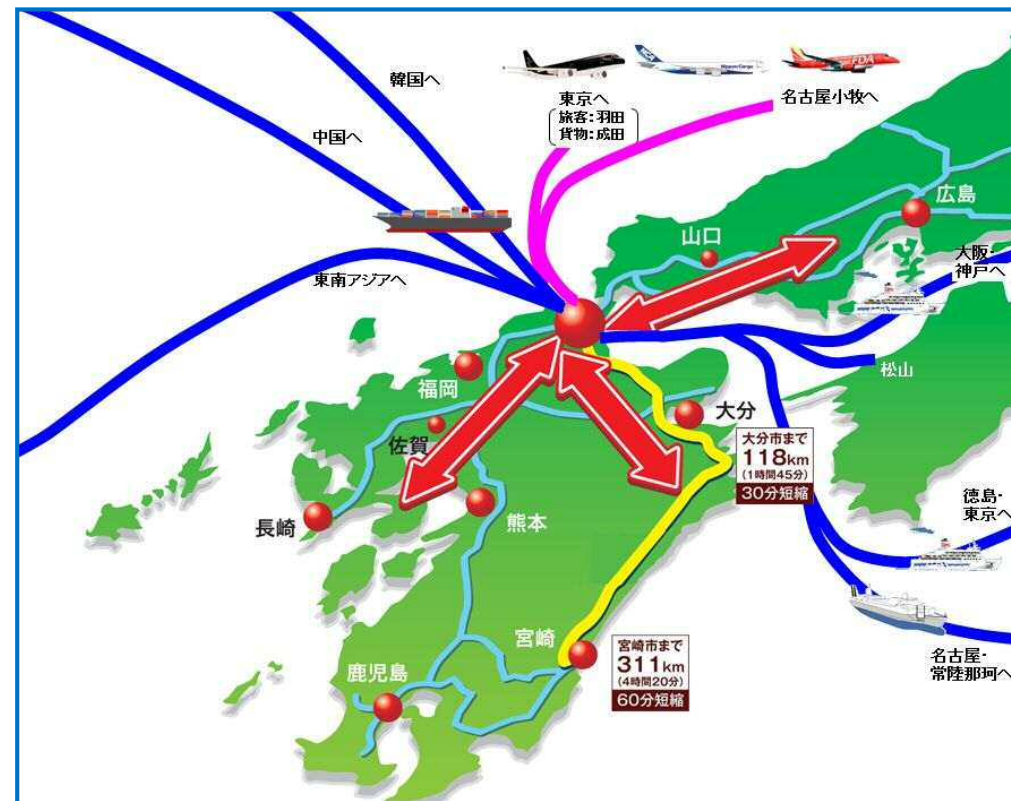 韓国へ
中国へ
東南アジアへ
東京へ
旅客:羽田
貨物:成田
名古屋小牧へ
FDA
広島
山口
大阪・
神戸へ
松山
福岡
佐賀
大分
長崎
熊本
大分市まで
118km
(1時間45分)
30分短縮
徳島・
東京へ
宮崎
宮崎市まで
311km
(4時間20分)
60分短縮
鹿児島
名古屋・
常陸那珂へ